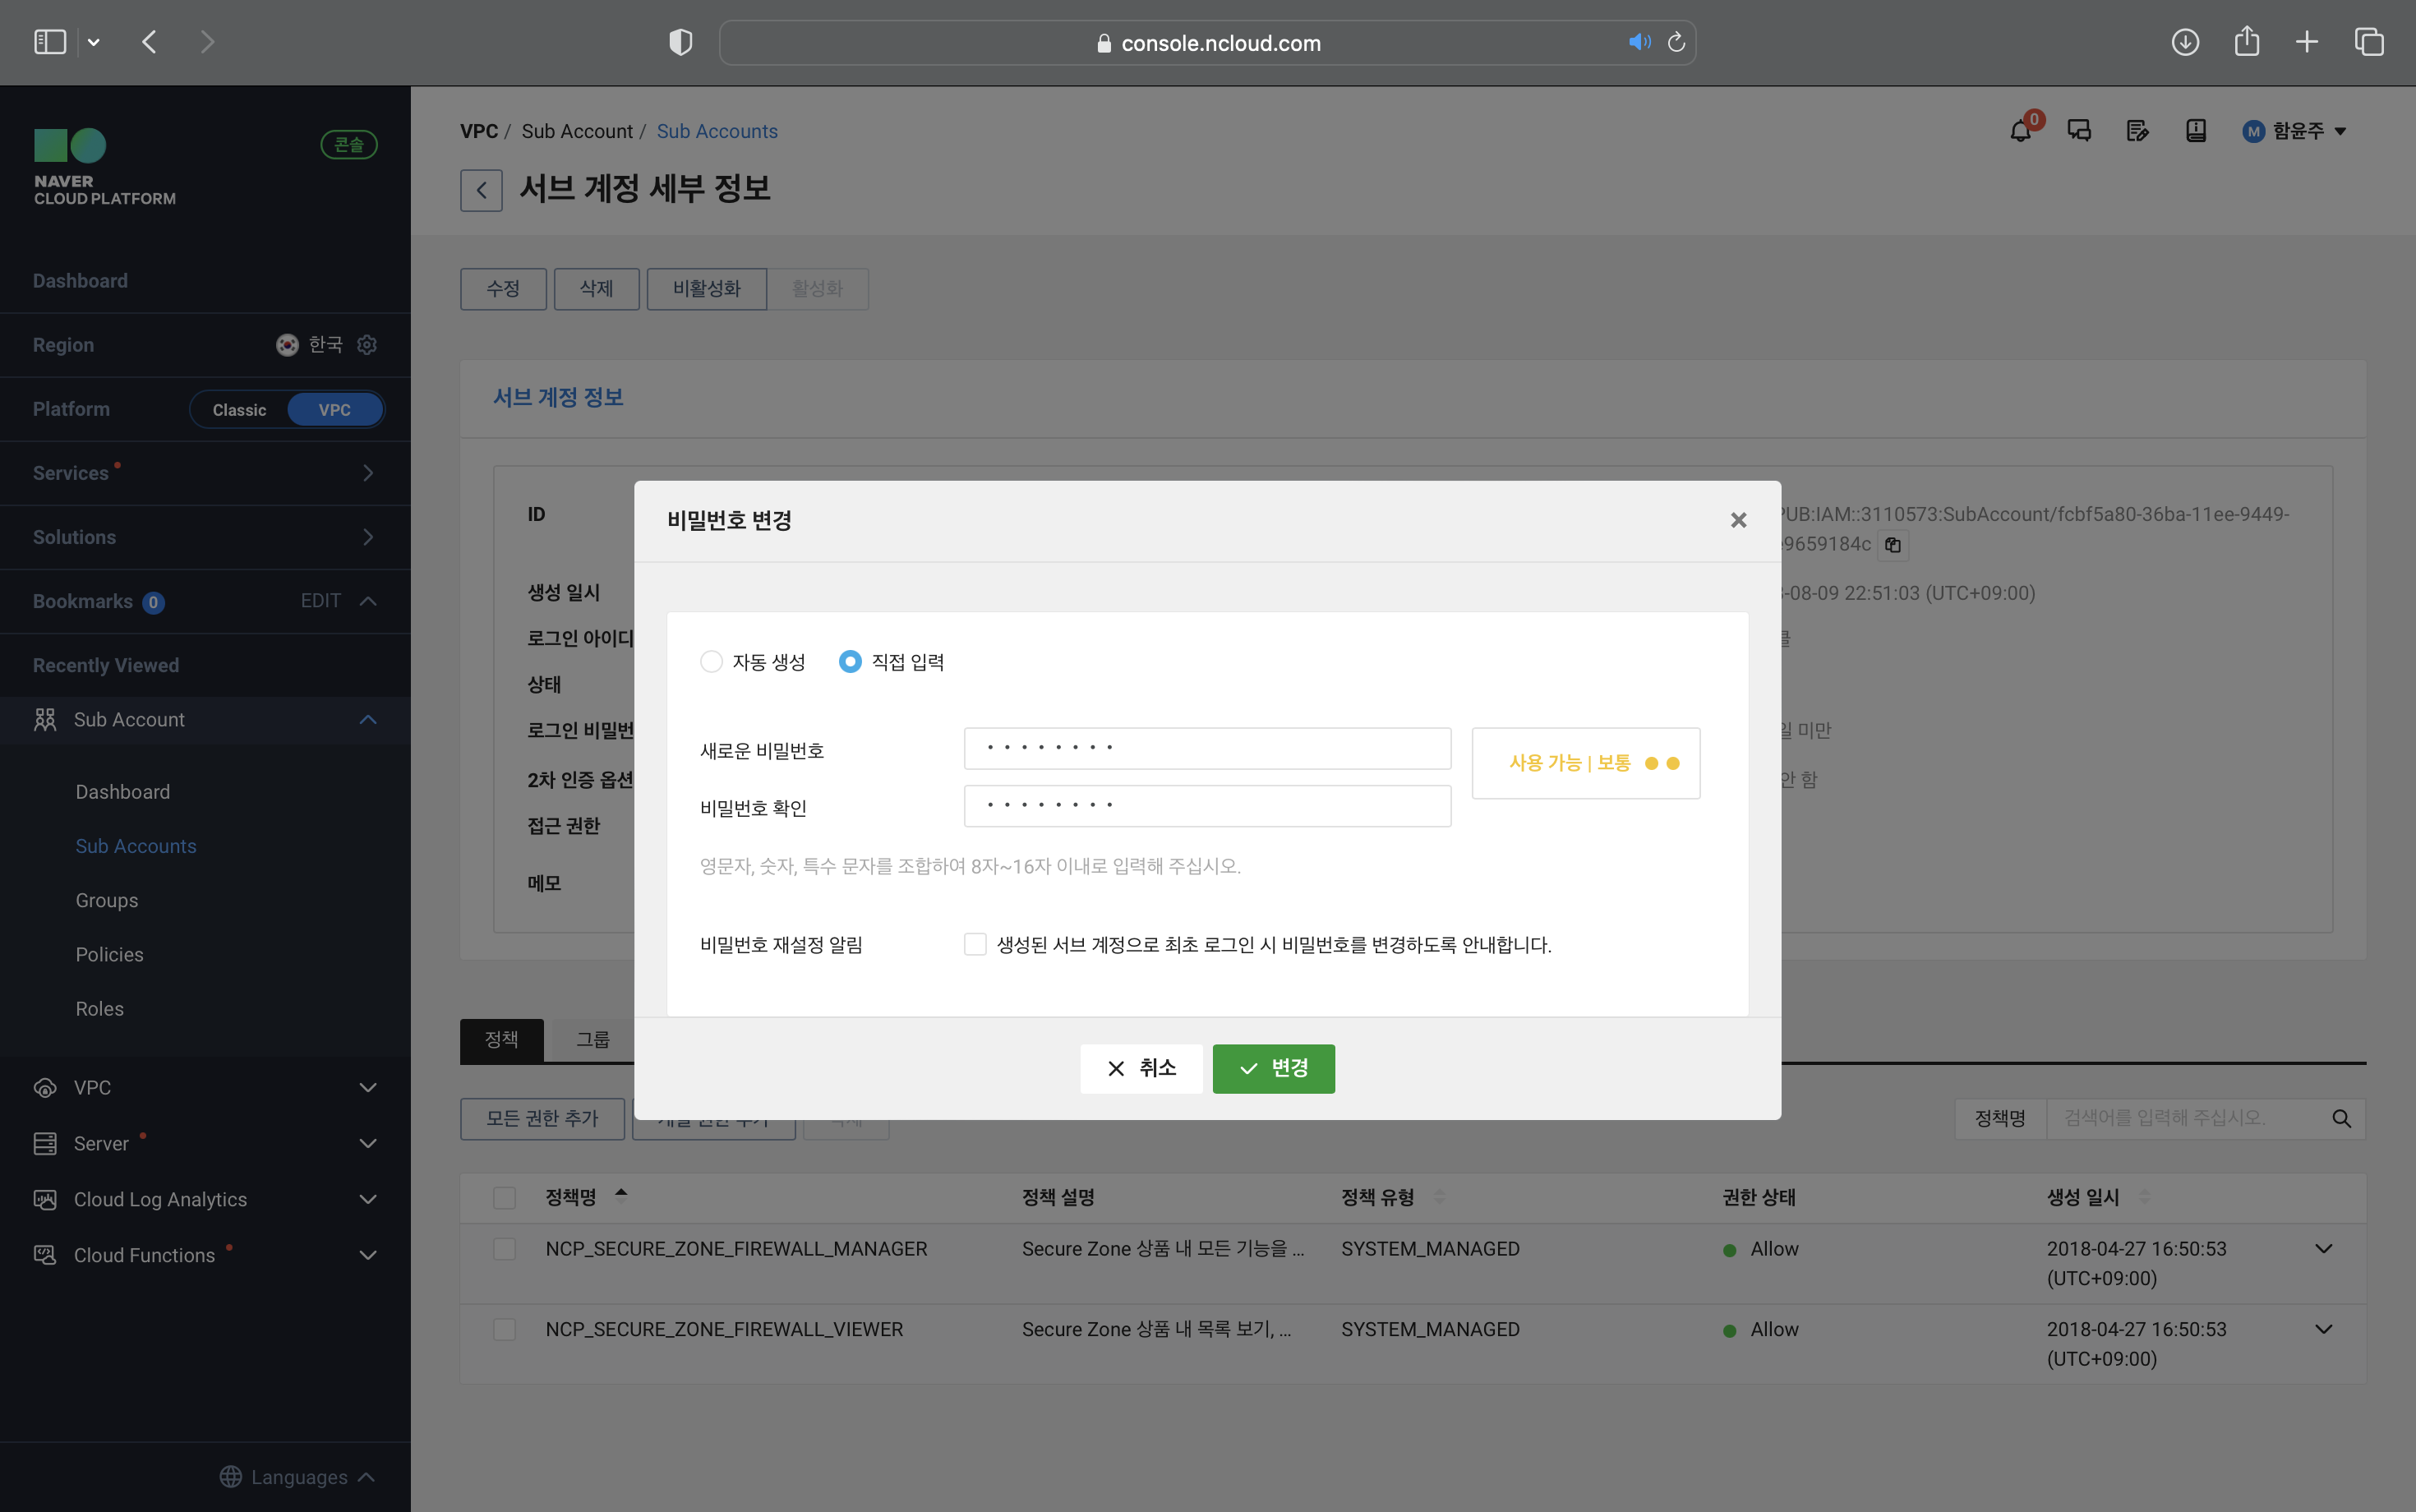 console.ncloud.com
NAVER
CLOUD PLATFORM
콘솔
Dashboard
Region 한국
Platform Classic VPC
Services
Solutions
Bookmarks 0 EDIT
Recently Viewed
Sub Account
Dashboard
Sub Accounts
Groups
Policies
Roles
VPC
Server
Cloud Log Analytics
Cloud Functions
Languages
VPC / Sub Account / Sub Accounts
0
M 함윤주
서브 계정 세부 정보
수정 삭제 비활성화 활성화
서브 계정 정보
ID
PUB:IAM::3110573:SubAccount/fcbf5a80-36ba-11ee-9449-
9659184c
생성 일시
-08-09 22:51:03 (UTC+09:00)
로그인 아이디
상태
로그인 비밀번
일 미만
2차 인증 옵션
안 함
접근 권한
메모
비밀번호 변경
자동 생성 직접 입력
새로운 비밀번호
사용 가능 | 보통
비밀번호 확인
영문자, 숫자, 특수 문자를 조합하여 8자~16자 이내로 입력해 주십시오.
비밀번호 재설정 알림 생성된 서브 계정으로 최초 로그인 시 비밀번호를 변경하도록 안내합니다.
취소 변경
정책 그룹
모든 권한 추가 개별 권한 추가 삭제
정책명 검색어를 입력해 주십시오.
정책명 정책 설명 정책 유형 권한 상태 생성 일시
NCP_SECURE_ZONE_FIREWALL_MANAGER Secure Zone 상품 내 모든 기능을 ... SYSTEM_MANAGED Allow 2018-04-27 16:50:53
(UTC+09:00)
NCP_SECURE_ZONE_FIREWALL_VIEWER Secure Zone 상품 내 목록 보기, ... SYSTEM_MANAGED Allow 2018-04-27 16:50:53
(UTC+09:00)